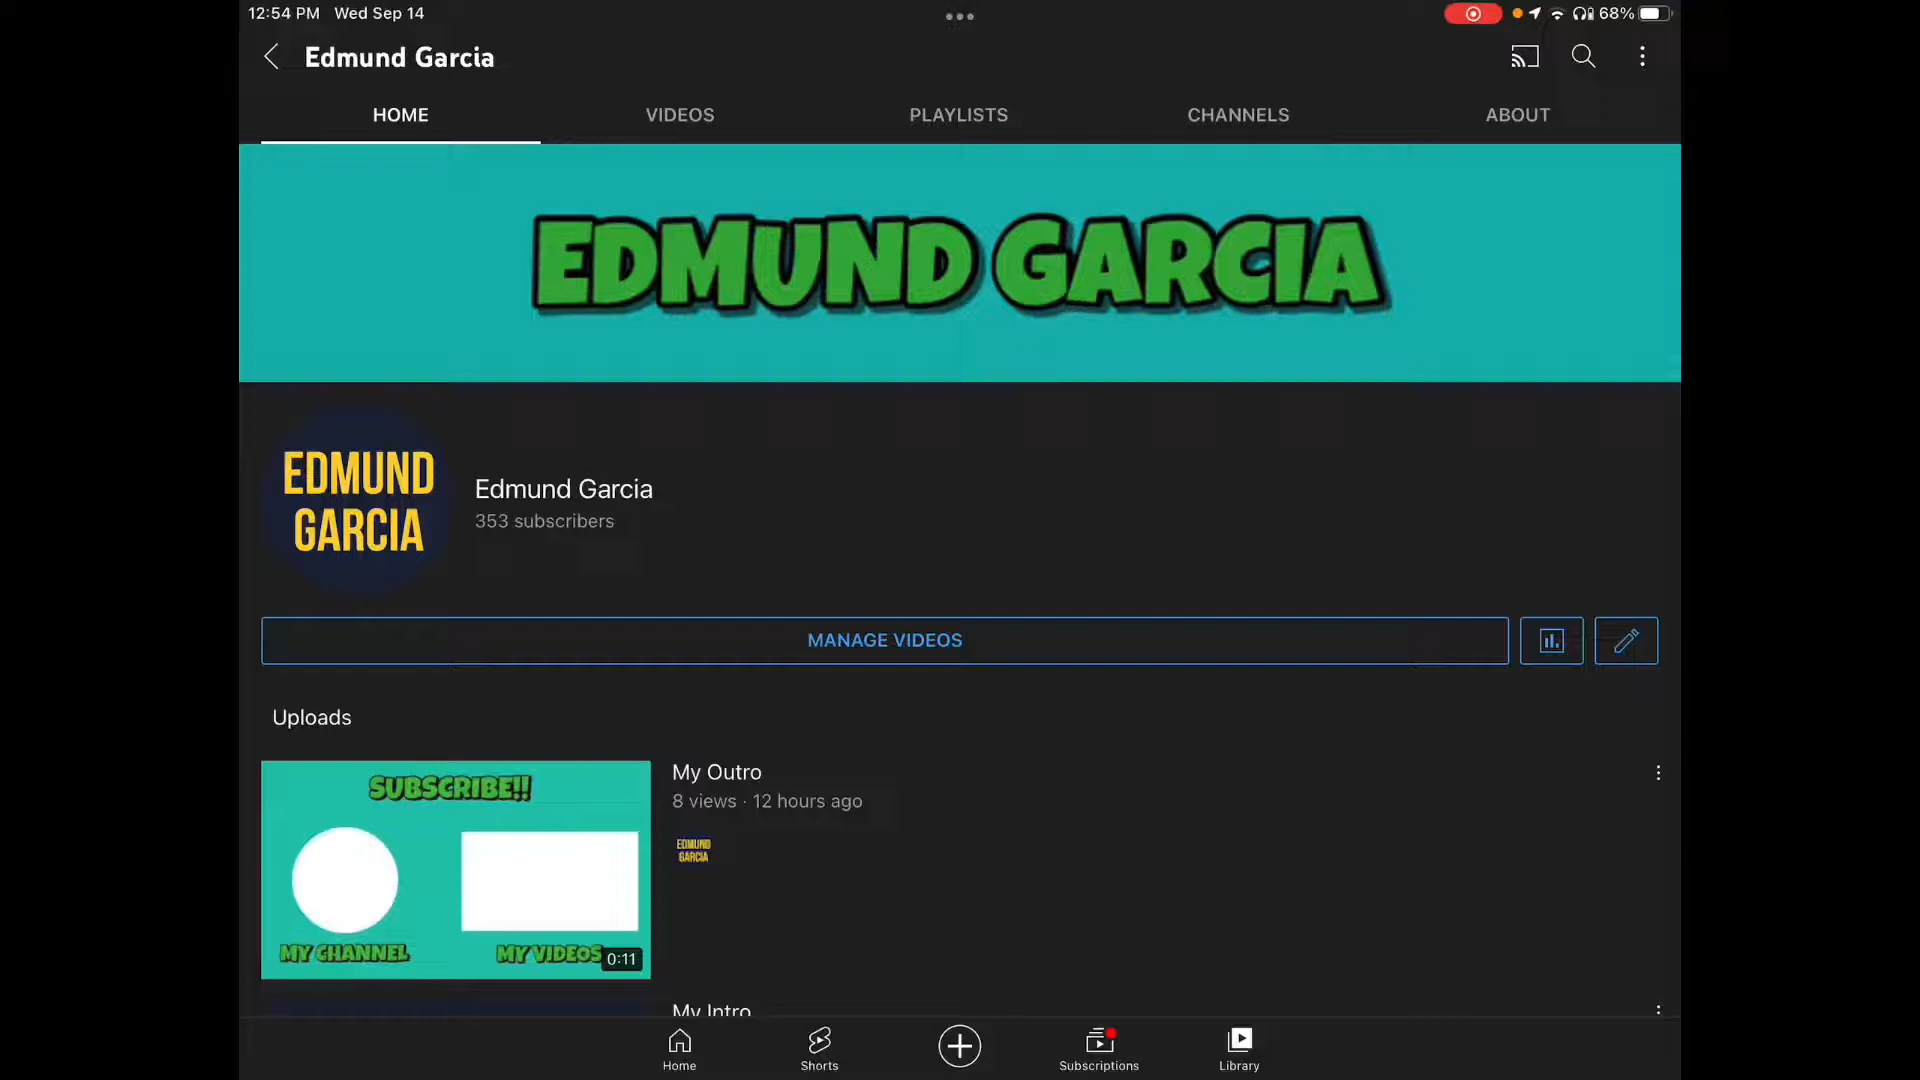 12:54 PM Wed Sep 14
68%
Edmund Garcia
HOME VIDEOS PLAYLISTS CHANNELS ABOUT
EDMUND GARCIA
EDMUND
GARCIA
Edmund Garcia
353 subscribers
MANAGE VIDEOS
Uploads
SUBSCRIBE!!
MY CHANNEL
MY VIDEOS
0:11
My Outro
8 views · 12 hours ago
EDMUND
GARCIA
My Intro
Home Shorts Subscriptions Library